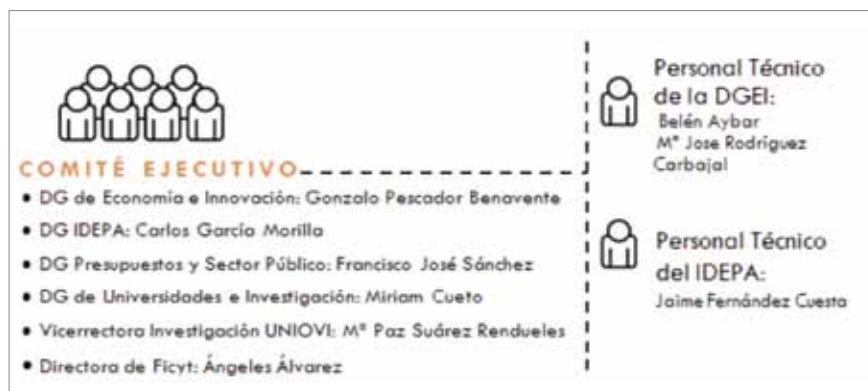 COMITÉ EJECUTIVO
• DG de Economía e Innovación: Gonzalo Pescador Benavente
• DG IDEPA: Carlos García Morilla
• DG Presupuestos y Sector Público: Francisco José Sánchez
• DG de Universidades e Investigación: Miriam Cueto
• Vicerrectora Investigación UNIOVI: Mª Paz Suárez Rendueles
• Directora de Ficyt: Ángeles Álvarez
Personal Técnico
de la DGEI:
Belén Aybar
Mª Jose Rodríguez
Carbajal
Personal Técnico
del IDEPA:
Jaime Fernández Cuesta